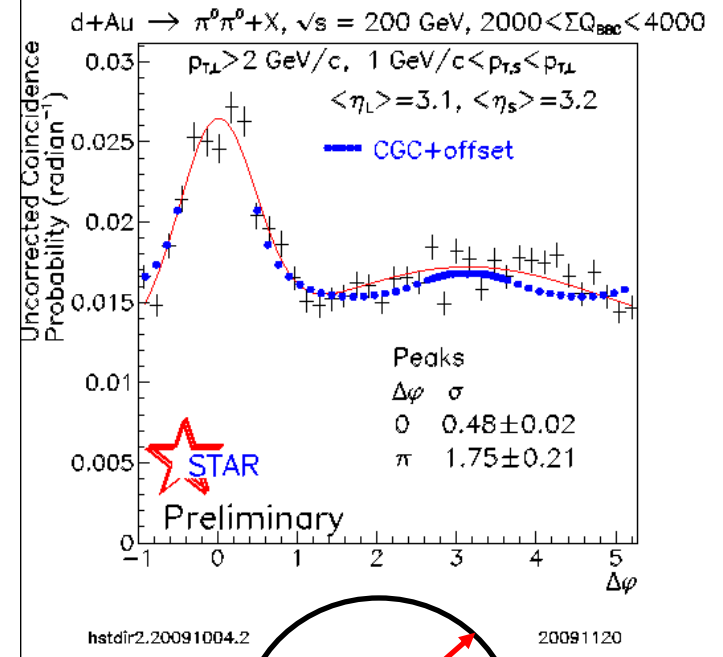 d+Au → π⁰π⁰+X, √s = 200 GeV, 2000<ΣQ_BBC<4000
p_T,L>2 GeV/c, 1 GeV/c<p_T,S<p_T,L
<η_L>=3.1, <η_S>=3.2
CGC+offset
Uncorrected Coincidence
Probability (radian⁻¹)
0.03
0.025
0.02
0.015
0.01
0.005
0
Peaks
Δφ σ
0 0.48±0.02
π 1.75±0.21
STAR
Preliminary
−1 0 1 2 3 4 5
Δφ
hstdir2.20091004.2 20091120